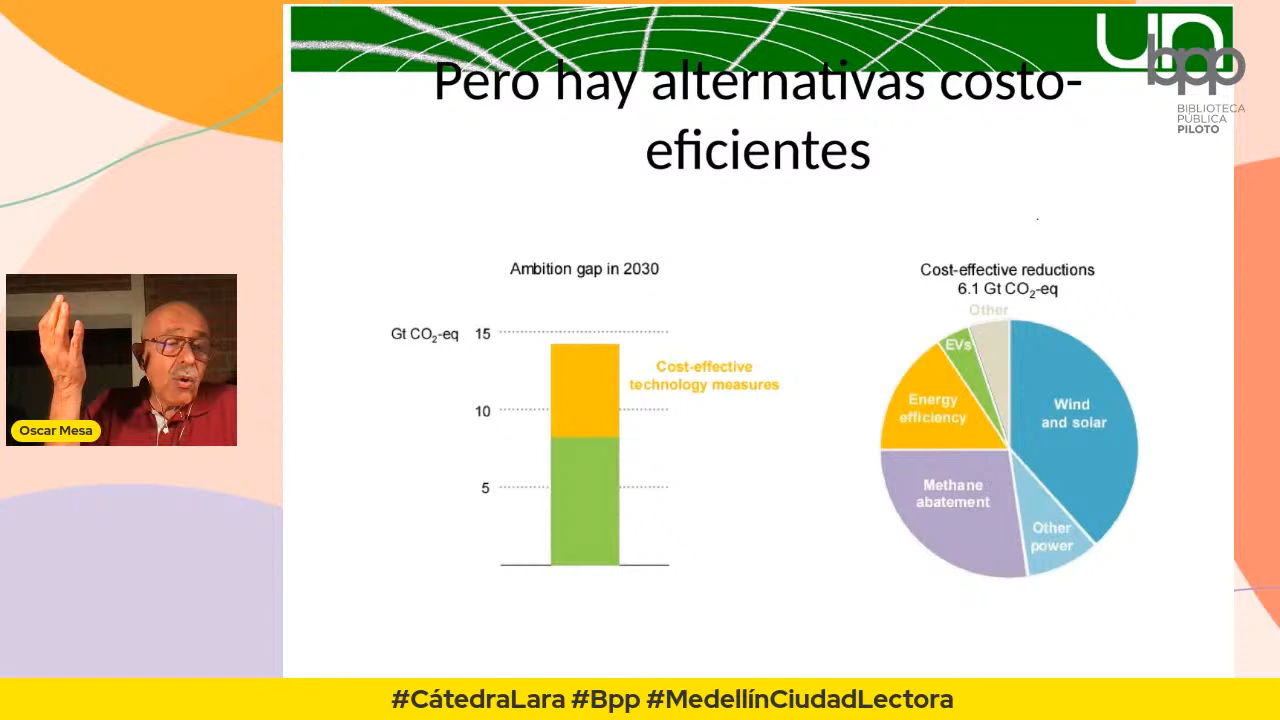 Pero hay alternativas costo-
eficientes
un
bpp
BIBLIOTECA
PÚBLICA
PILOTO
Ambition gap in 2030
Gt CO₂-eq
15
10
5
Cost-effective
technology measures
Cost-effective reductions
6.1 Gt CO₂-eq
Other
EVs
Energy
efficiency
Wind
and solar
Methane
abatement
Other
power
Oscar Mesa
#CátedraLara #Bpp #MedellínCiudadLectora